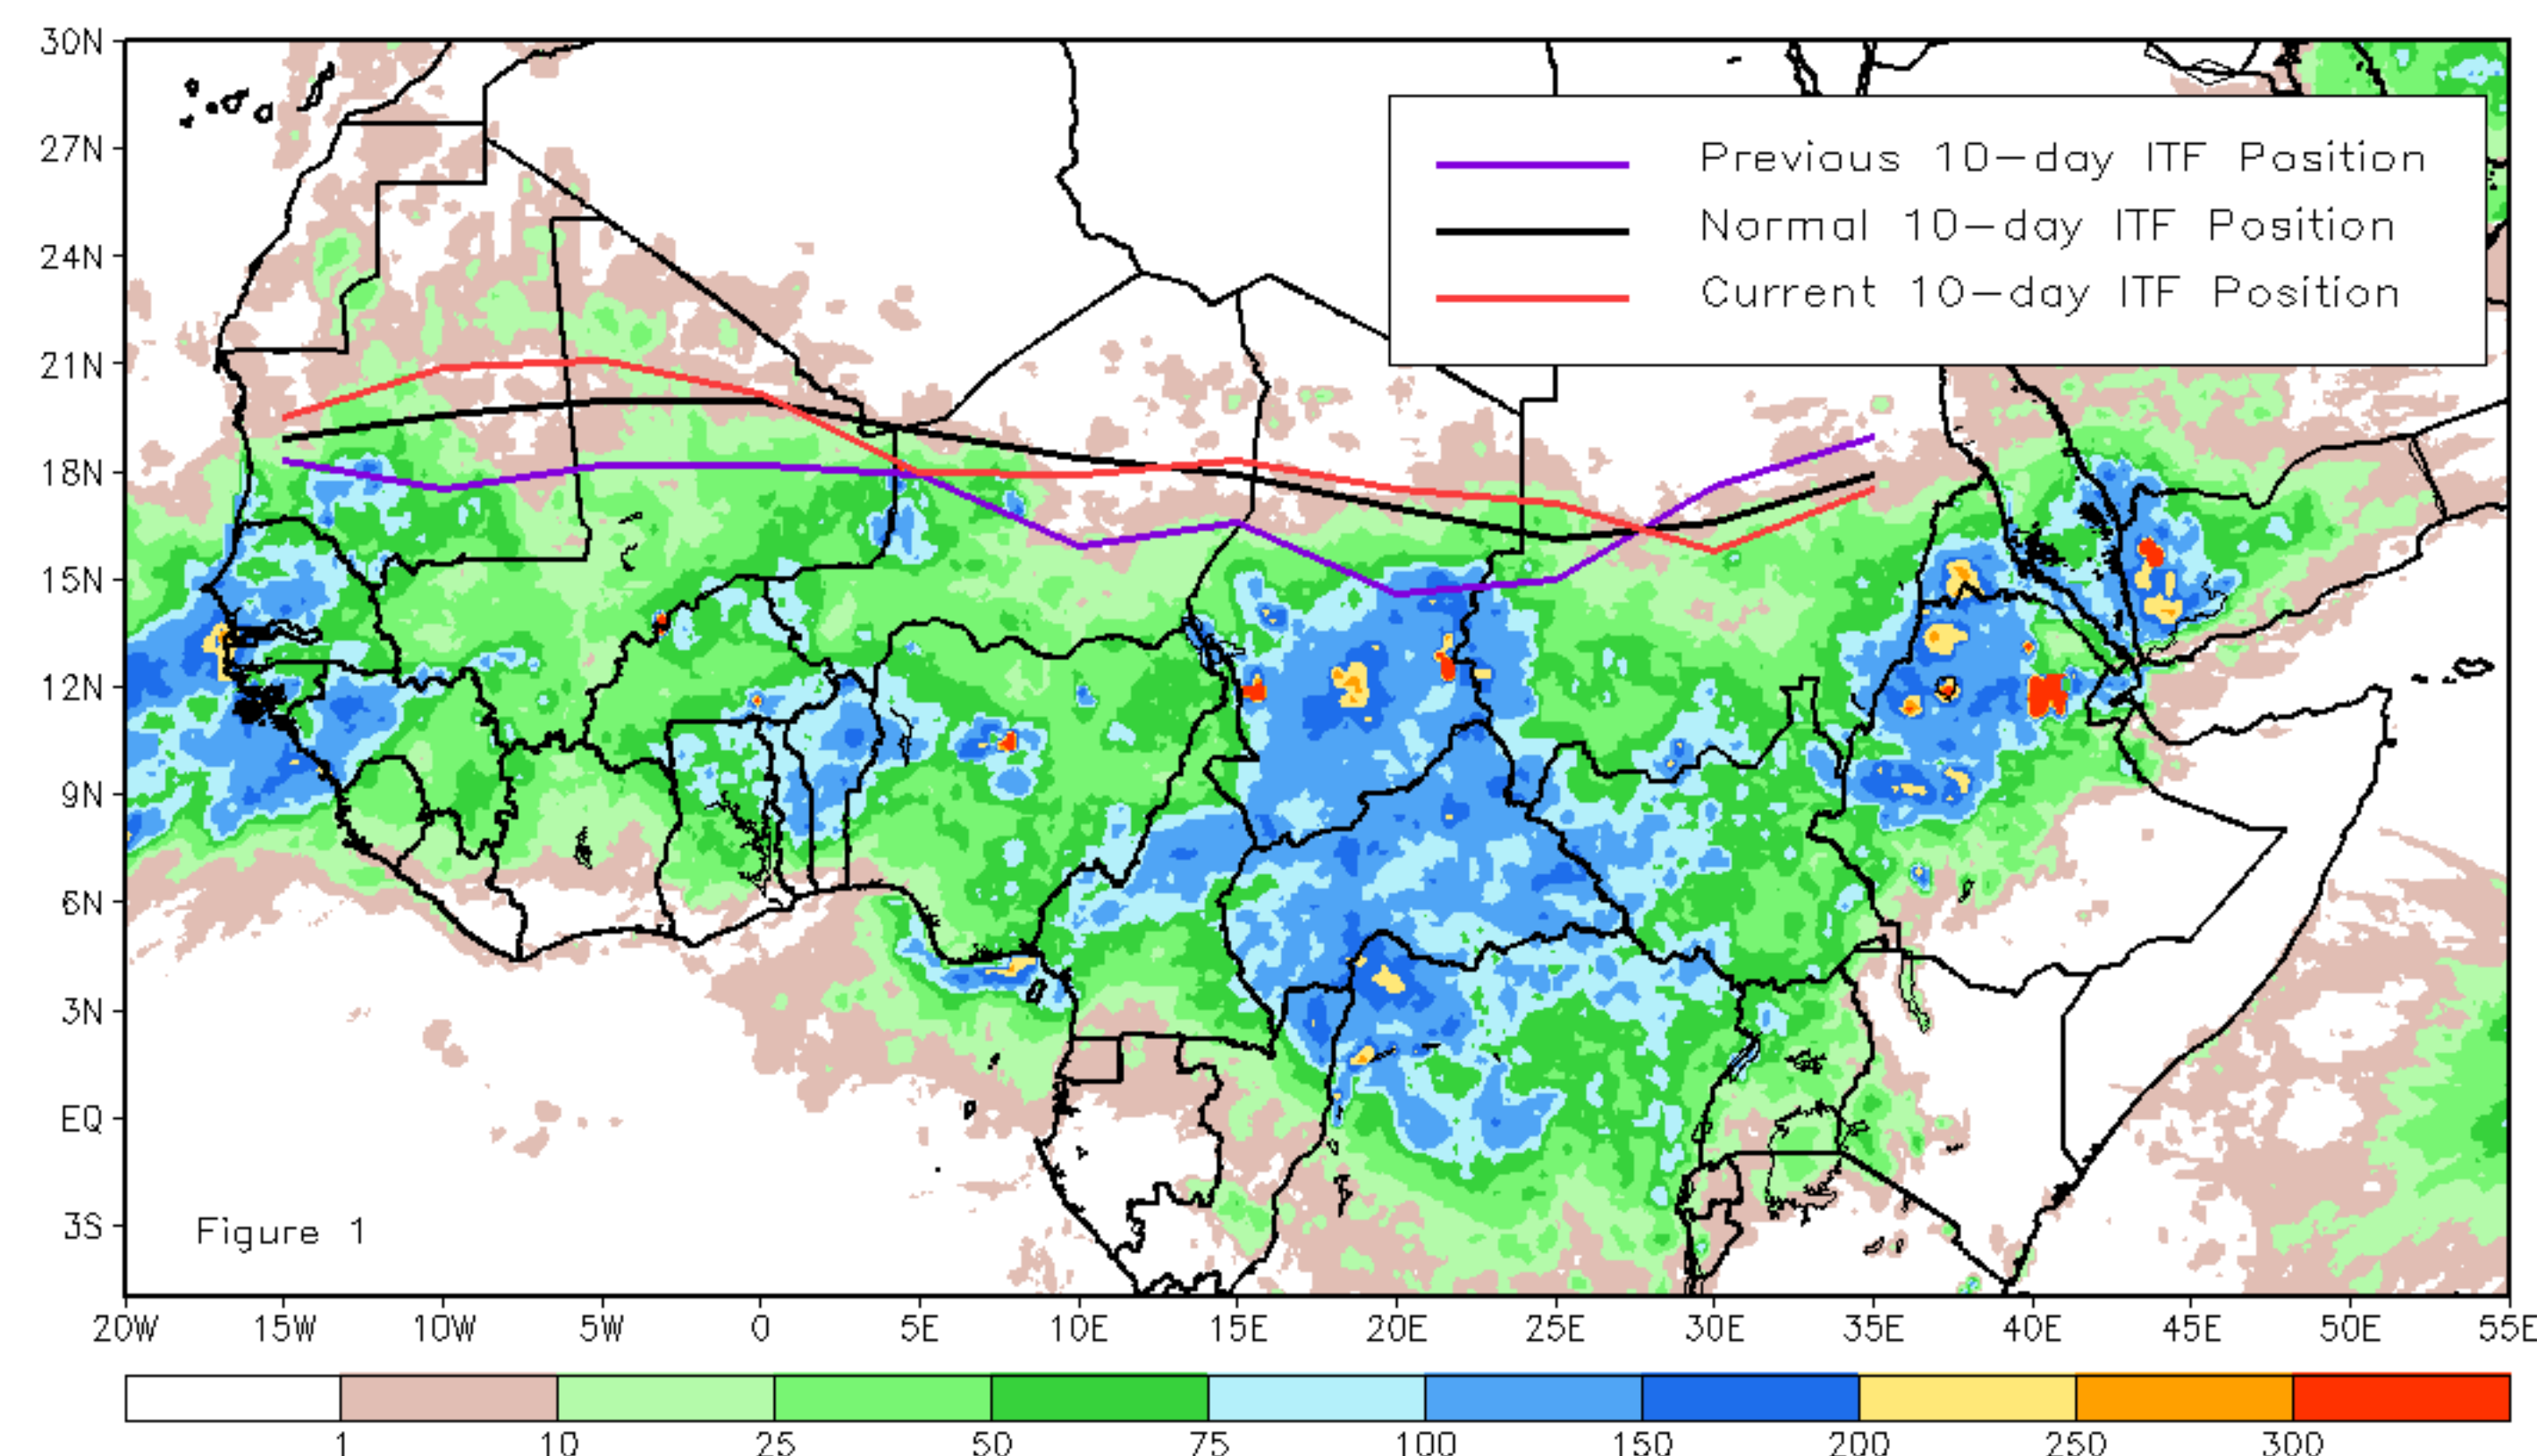 30N
27N
24N
21N
18N
15N
12N
9N
6N
3N
EQ
3S
Previous 10-day ITF Position
Normal 10-day ITF Position
Current 10-day ITF Position
Figure 1
20W 15W 10W 5W 0 5E 10E 15E 20E 25E 30E 35E 40E 45E 50E 55E
1 10 25 50 75 100 150 200 250 300